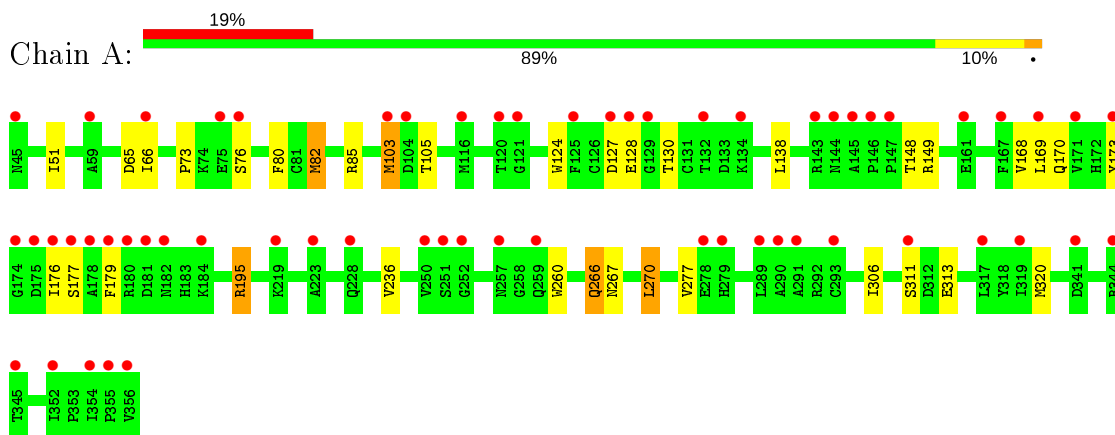 19%
Chain A:
89% 10% •
N45 I51 A59 D65 I66 P73 K74 E75 S76 F80 C81 M82 R85 M103 D104 T105 M116 T120 G121 W124 F125 C126 D127 E128 G129 T130 C131 T132 D133 K134 L138 R143 N144 A145 P146 P147 T148 R149 E161 F167 V168 L169 Q170 V171 H172 Y173
G174 D175 I176 S177 A178 F179 R180 D181 N182 H183 K184 R195 K219 A223 Q228 V236 V250 S251 G252 N257 G258 Q259 W260 Q266 N267 L270 V277 E278 H279 L289 A290 A291 R292 C293 I306 S311 D312 E313 L317 Y318 I319 M320 D341
T345 I352 P353 I354 P355 V356